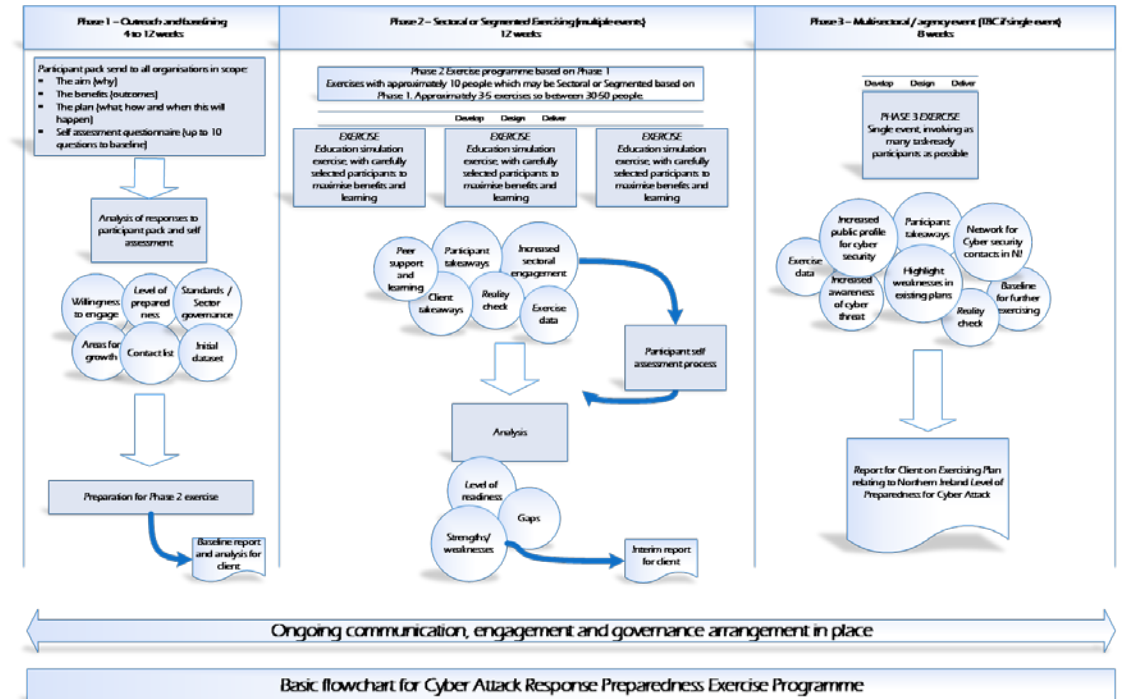 Phase 1 – Outreach and baselining
4 to 12 weeks
Participant pack send to all organisations in scope:
▪ The aim (why)
▪ The benefits (outcomes)
▪ The plan (what, how and when this will
happen)
▪ Self assessment questionnaire (up to 10
questions to baseline)
Analysis of responses to
participant pack and self
assessment
Willingness
to engage
Level of
prepared
ness
Standards /
Sector
governance
Areas for
growth
Contact list
Initial
dataset
Preparation for Phase 2 exercise
Baseline report
and analysis for
client
Phase 2 – Sectoral or Segmented Exercising (multiple events)
12 weeks
Phase 2 Exercise programme based on Phase 1
Exercises with approximately 10 people which may be Sectoral or Segmented based on
Phase 1. Approximately 3-5 exercises so between 30-50 people.
Develop Design Deliver
EXERCISE
Education simulation
exercise, with carefully
selected participants to
maximise benefits and
learning
EXERCISE
Education simulation
exercise, with carefully
selected participants to
maximise benefits and
learning
EXERCISE
Education simulation
exercise, with carefully
selected participants to
maximise benefits and
learning
Peer
support and
learning
Participant
takeaways
Increased
sectoral
engagement
Client
takeaways
Reality
check
Exercise
data
Participant self
assessment process
Analysis
Level of
readiness
Gaps
Strengths/
weaknesses
Interim report
for client
Phase 3 – Multisectoral / agency event (TBC if single event)
8 weeks
Develop Design Deliver
PHASE 3 EXERCISE
Single event, involving as
many task-ready
participants as possible
Exercise
data
Increased
public profile
for cyber
security
Participant
takeaways
Network for
Cyber security
contacts in NI
Increased
awareness
of cyber
threat
Highlight
weaknesses in
existing plans
Reality
check
Baseline
for further
exercising
Report for Client on Exercising Plan
relating to Northern Ireland Level of
Preparedness for Cyber Attack
Ongoing communication, engagement and governance arrangement in place
Basic flowchart for Cyber Attack Response Preparedness Exercise Programme